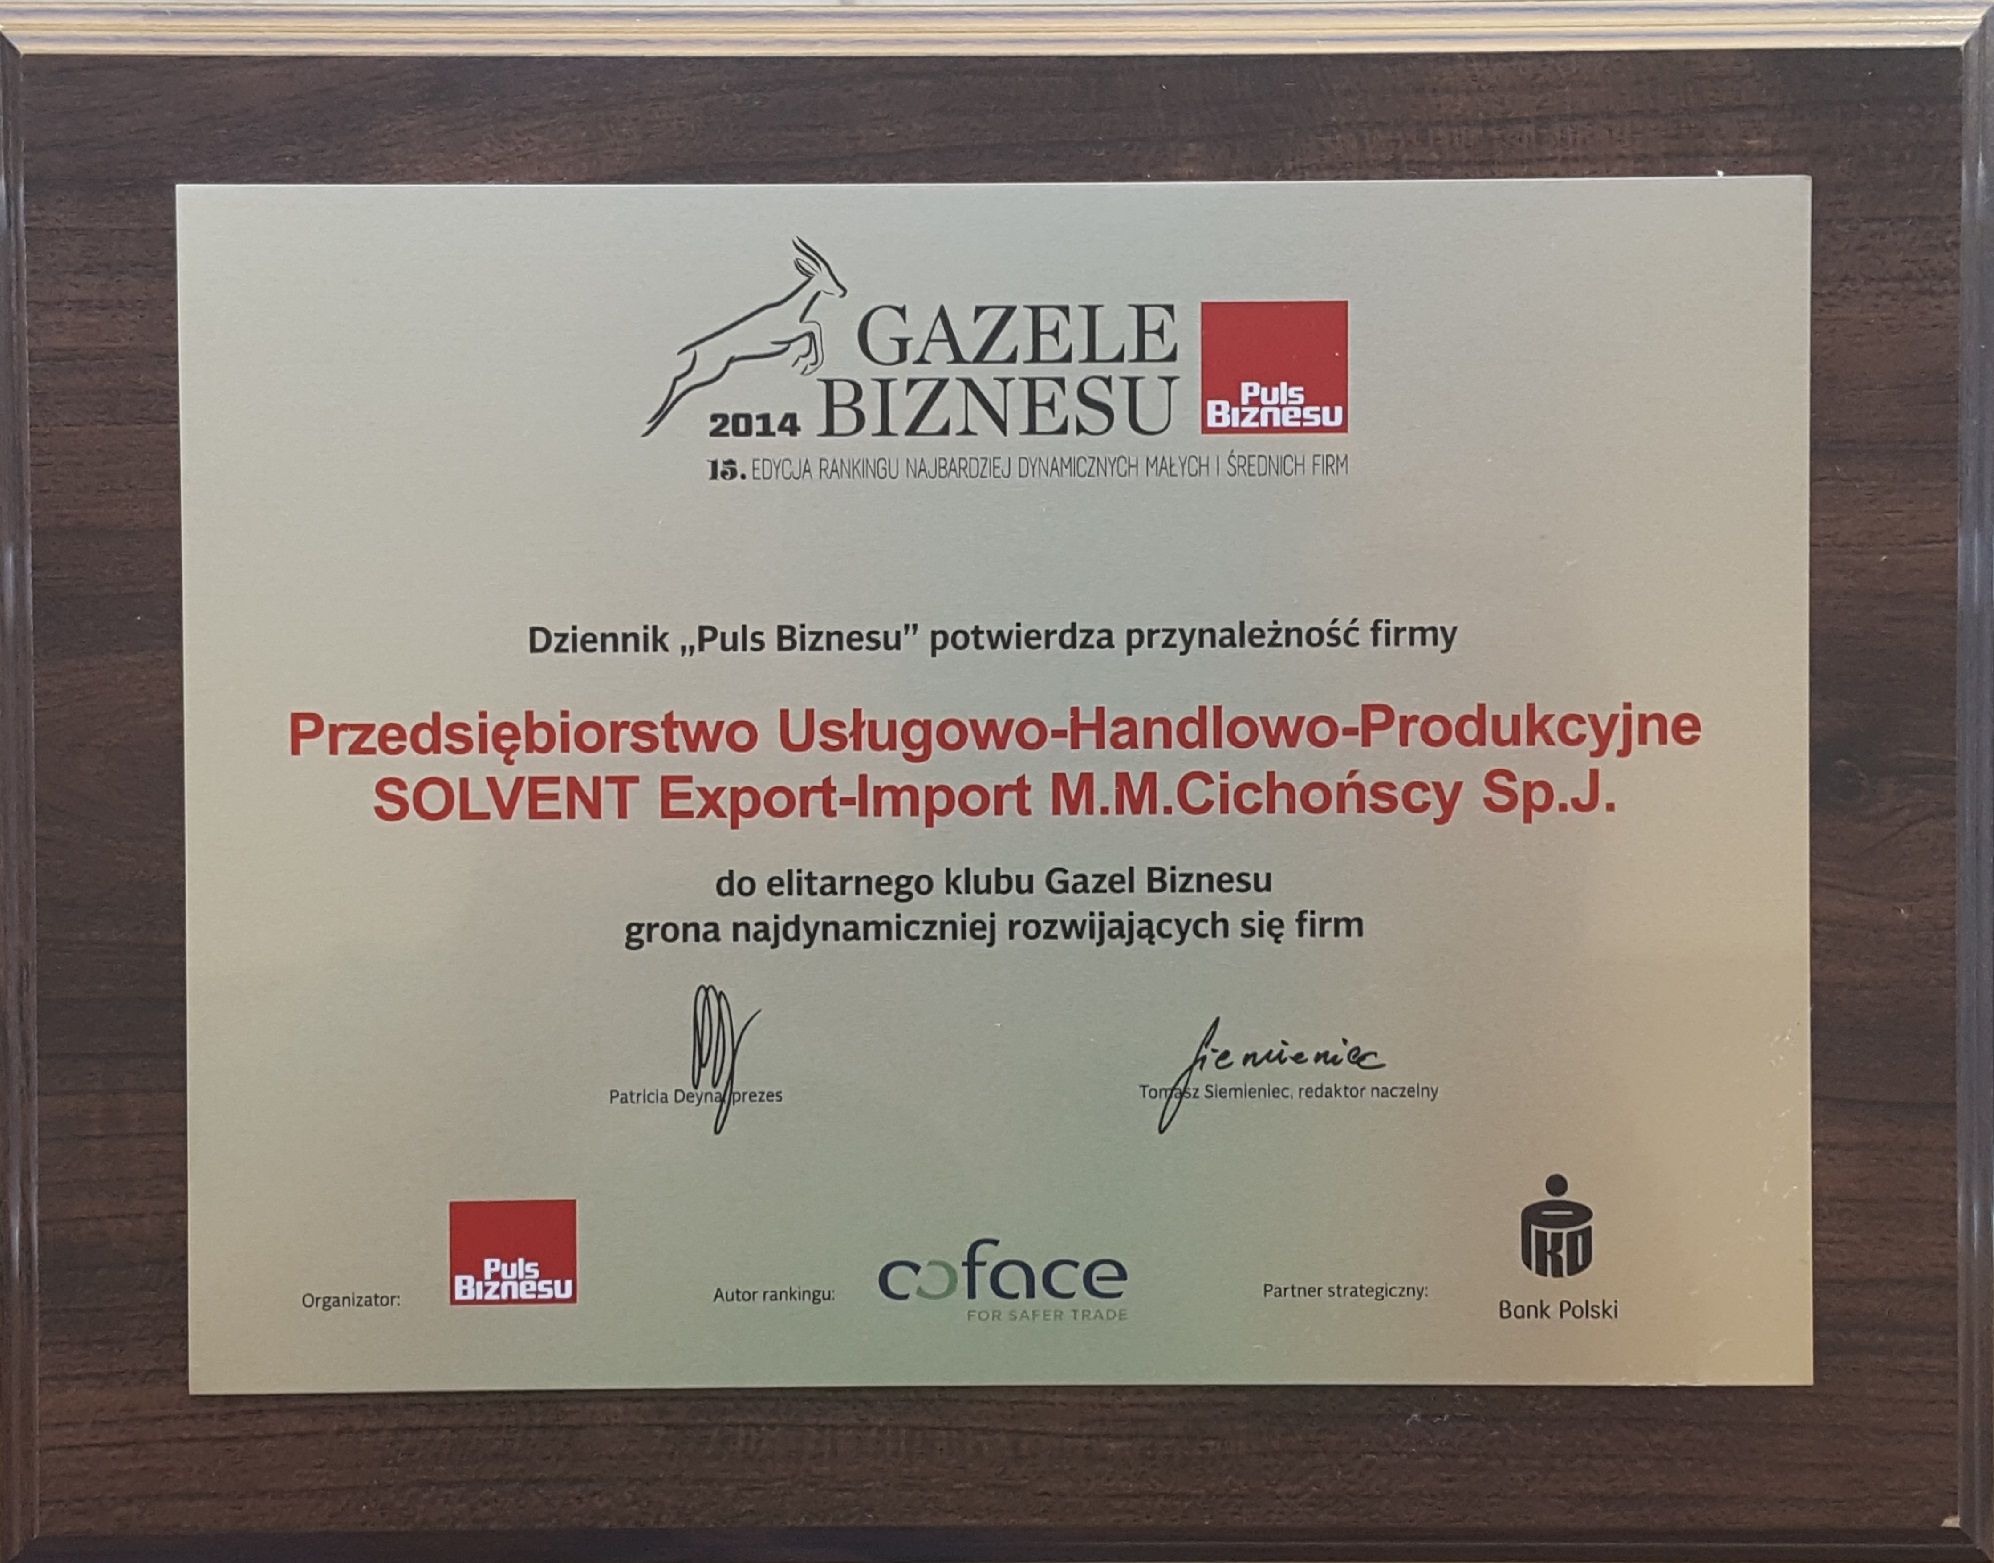 GAZELE
2014 BIZNESU
Puls
Biznesu
15. EDYCJA RANKINGU NAJBARDZIEJ DYNAMICZNYCH MAŁYCH I ŚREDNICH FIRM
Dziennik „Puls Biznesu” potwierdza przynależność firmy
Przedsiębiorstwo Usługowo-Handlowo-Produkcyjne
SOLVENT Export-Import M.M.Cichońscy Sp.J.
do elitarnego klubu Gazel Biznesu
grona najdynamiczniej rozwijających się firm
Siemieniec
Patricia Deyna, prezes
Tomasz Siemieniec, redaktor naczelny
Organizator:
Puls
Biznesu
Autor rankingu:
coface
FOR SAFER TRADE
Partner strategiczny:
PKO
Bank Polski